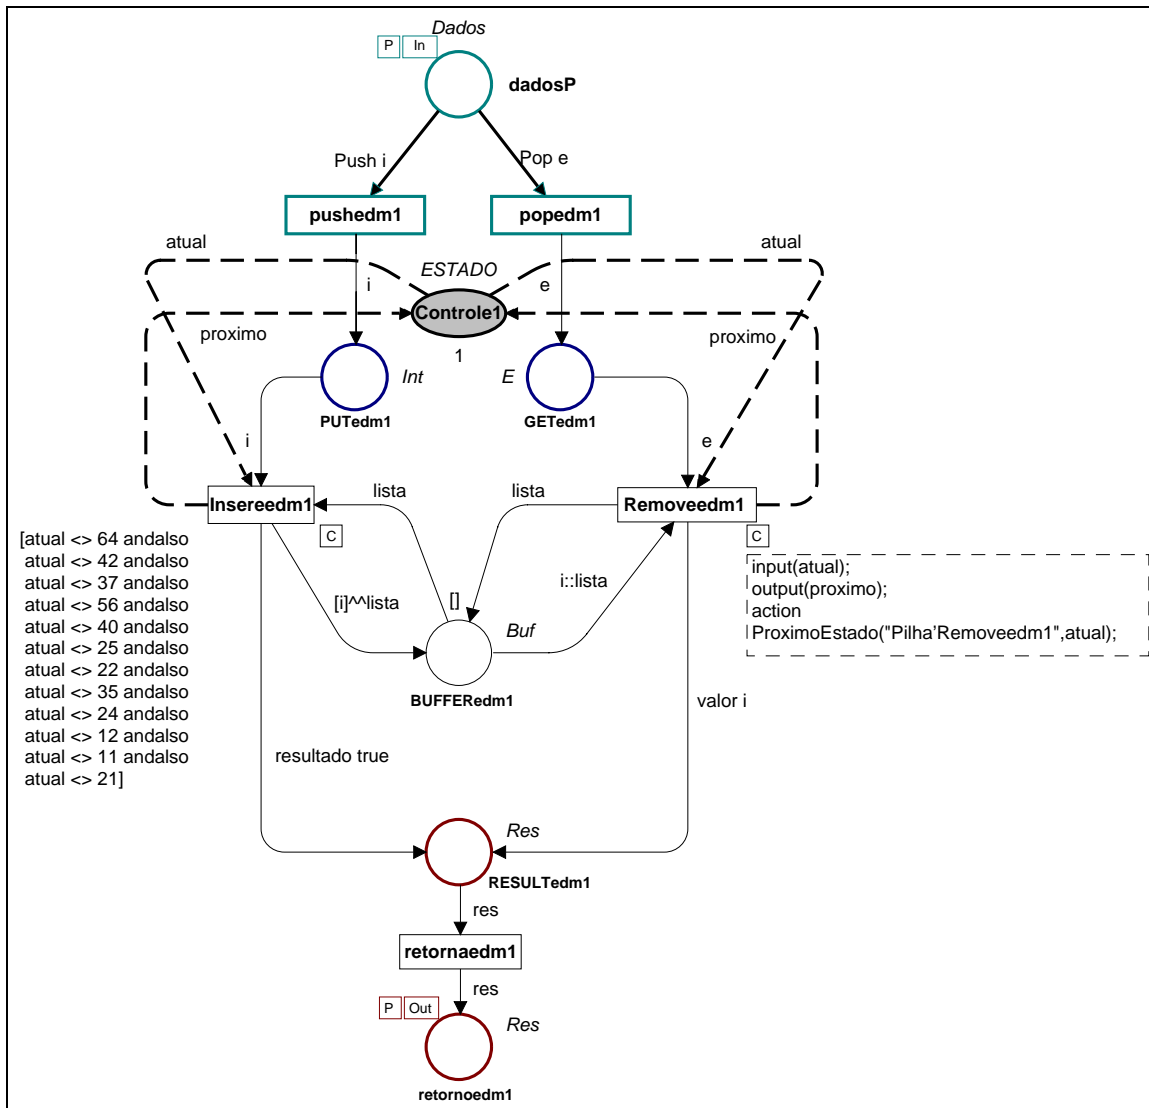 Dados
P In
dadosP
Push i
Pop e
pushedm1
popedm1
atual
atual
ESTADO
i
e
Controle1
proximo
proximo
1
Int
E
PUTedm1
GETedm1
i
e
lista
lista
Insereedm1
Removeedm1
C
C
[atual <> 64 andalso
atual <> 42 andalso
atual <> 37 andalso
atual <> 56 andalso
atual <> 40 andalso
atual <> 25 andalso
atual <> 22 andalso
atual <> 35 andalso
atual <> 24 andalso
atual <> 12 andalso
atual <> 11 andalso
atual <> 21]
input(atual);
output(proximo);
action
ProximoEstado("Pilha'Removeedm1",atual);
i::lista
[i]^^lista
[]
Buf
BUFFERedm1
valor i
resultado true
Res
RESULTedm1
res
retornaedm1
res
P Out
Res
retornoedm1